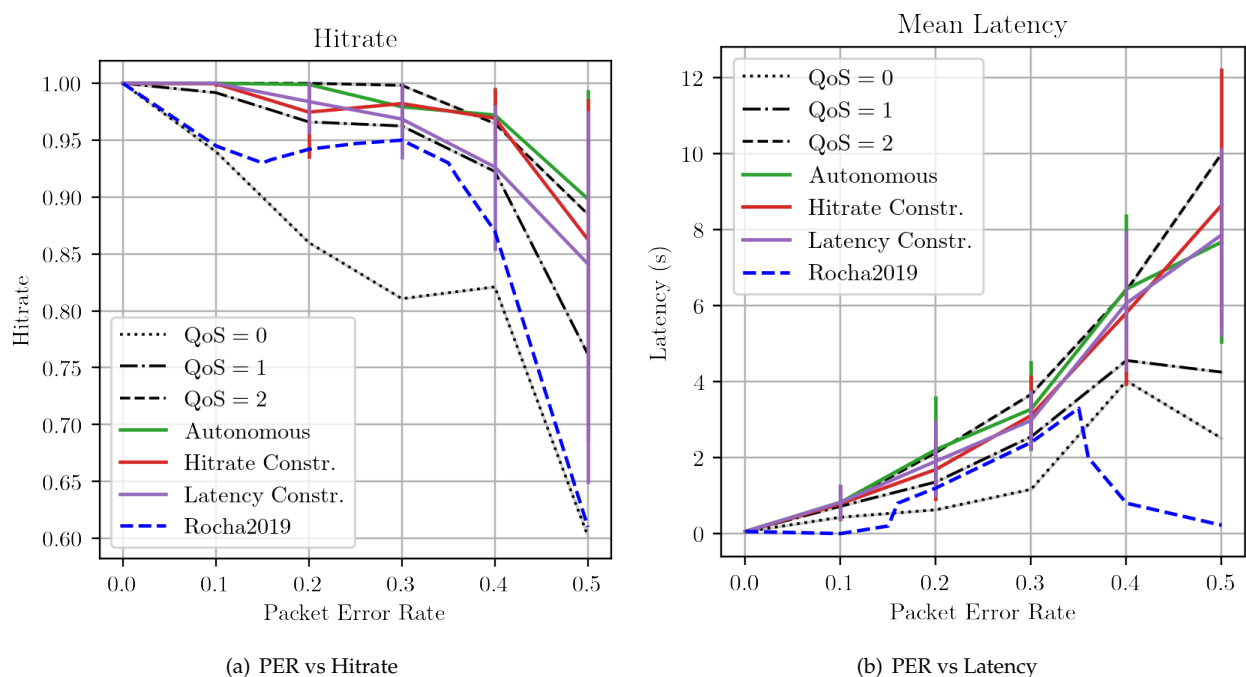 Hitrate
1.00
0.95
0.90
0.85
0.80
0.75
0.70
0.65
0.60
Hitrate
QoS = 0
QoS = 1
QoS = 2
Autonomous
Hitrate Constr.
Latency Constr.
Rocha2019
0.0 0.1 0.2 0.3 0.4 0.5
Packet Error Rate
(a) PER vs Hitrate
Mean Latency
12
10
8
6
4
2
0
Latency (s)
QoS = 0
QoS = 1
QoS = 2
Autonomous
Hitrate Constr.
Latency Constr.
Rocha2019
0.0 0.1 0.2 0.3 0.4 0.5
Packet Error Rate
(b) PER vs Latency